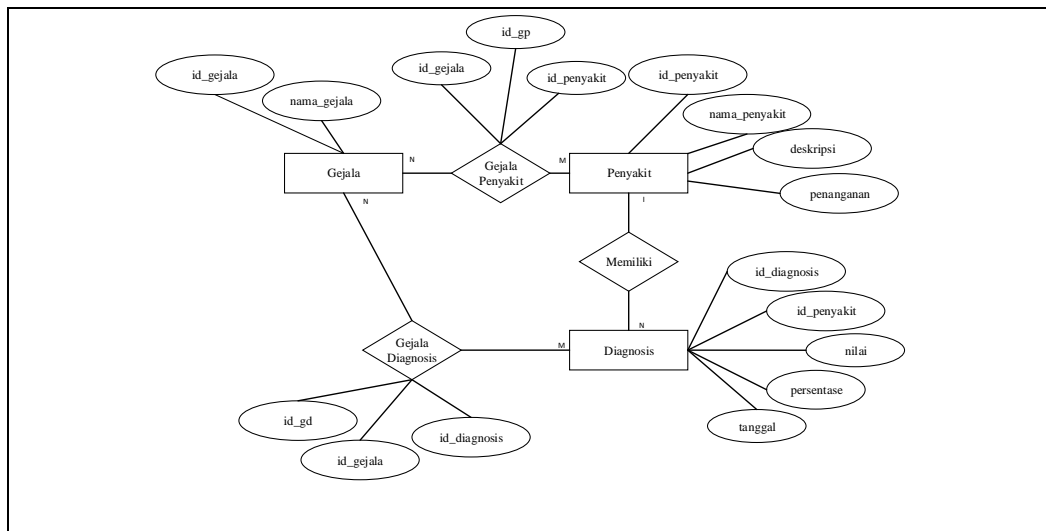 id_gp
id_gejala
id_gejala
id_penyakit
id_penyakit
nama_gejala
nama_penyakit
deskripsi
N
M
Gejala
Gejala
Penyakit
Penyakit
penanganan
N
I
Memiliki
id_diagnosis
id_penyakit
N
Gejala
Diagnosis
M
Diagnosis
nilai
persentase
id_gd
tanggal
id_diagnosis
id_gejala